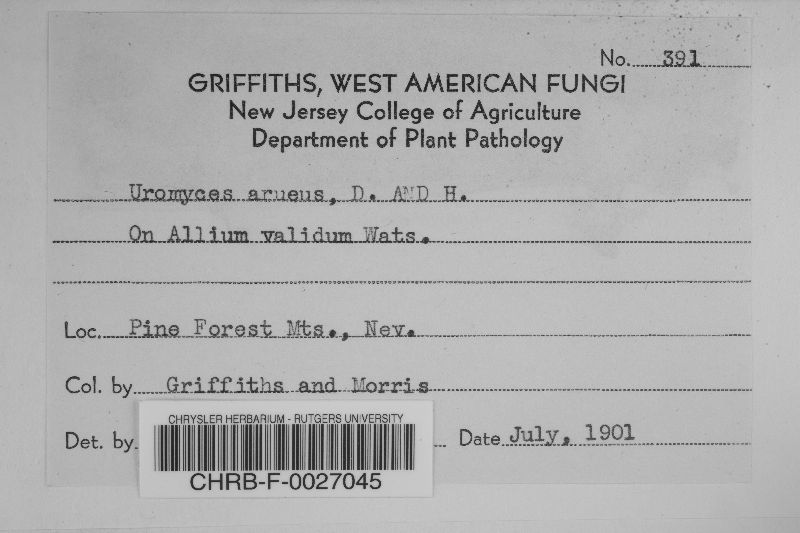 No. 391
GRIFFITHS, WEST AMERICAN FUNGI
New Jersey College of Agriculture
Department of Plant Pathology
Uromyces arueus, D. AND H.
On Allium validum Wats.
Loc. Pine Forest Mts., Nev.
Col. by Griffiths and Morris
Det. by
Date July, 1901
CHRYSLER HERBARIUM - RUTGERS UNIVERSITY
CHRB-F-0027045